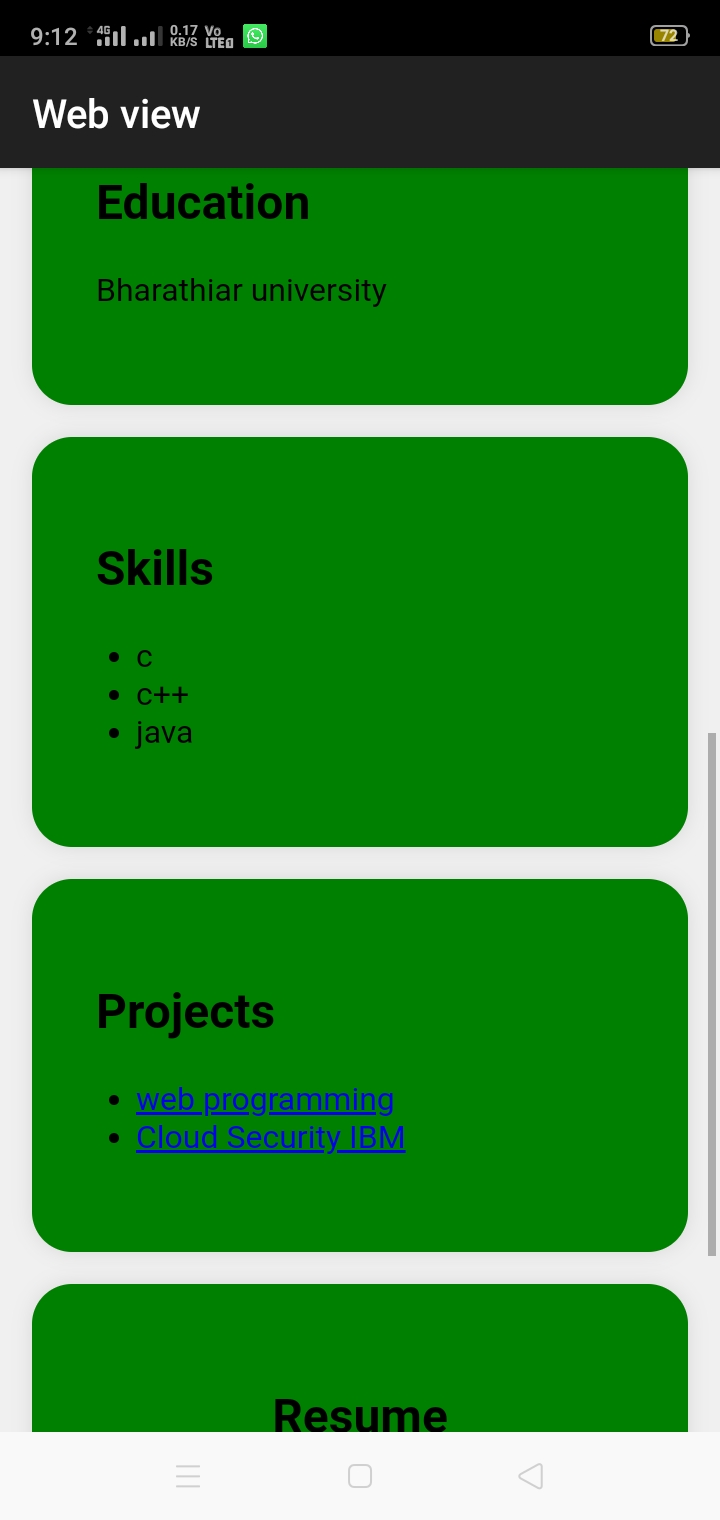 9:12 4G 0.17 KB/S Vo LTE 72
Web view
Education
Bharathiar university
Skills
c
c++
java
Projects
web programming
Cloud Security IBM
Resume